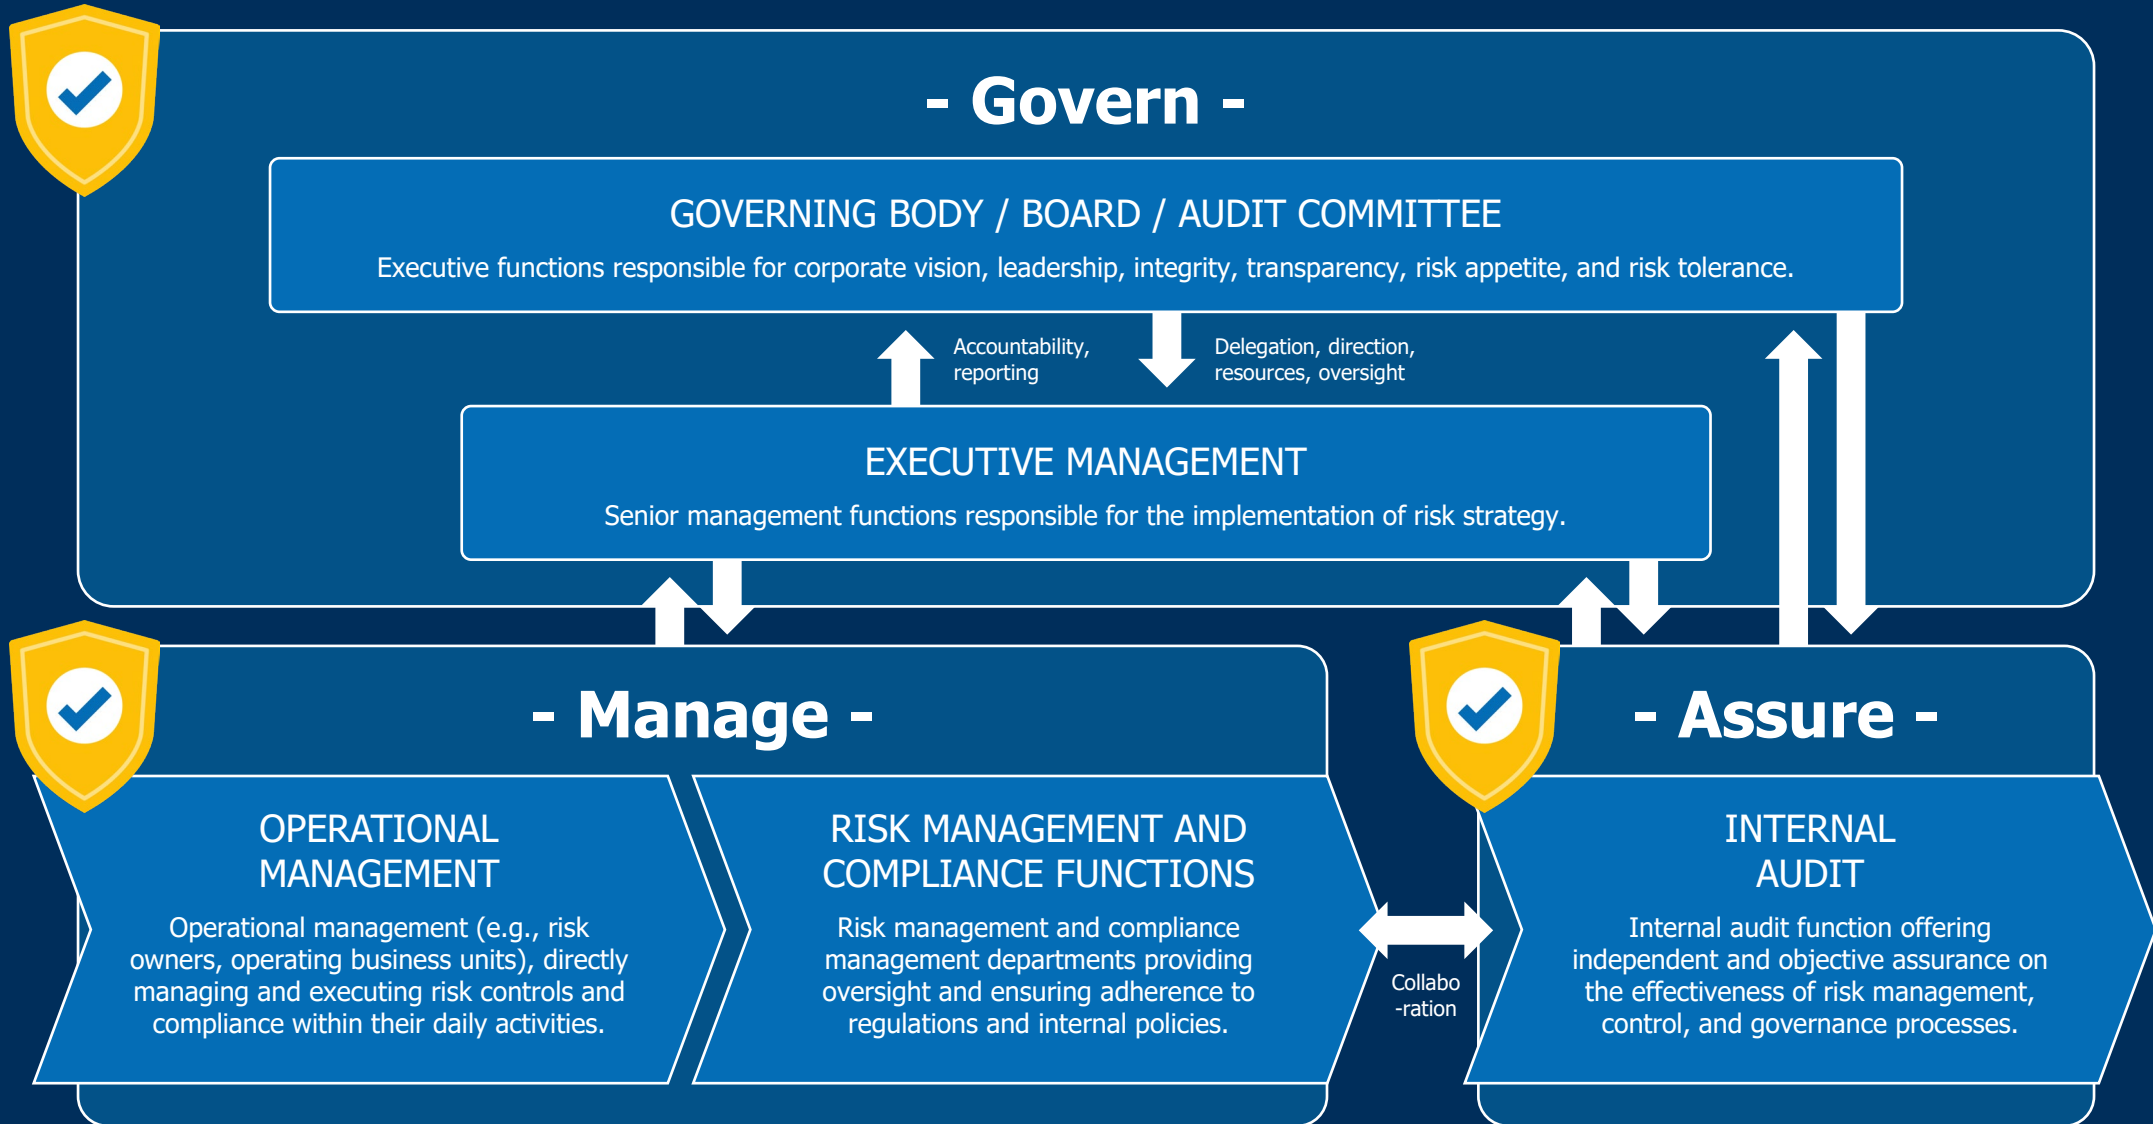 - Govern -
GOVERNING BODY / BOARD / AUDIT COMMITTEE
Executive functions responsible for corporate vision, leadership, integrity, transparency, risk appetite, and risk tolerance.
Accountability,
reporting
Delegation, direction,
resources, oversight
EXECUTIVE MANAGEMENT
Senior management functions responsible for the implementation of risk strategy.
- Manage -
OPERATIONAL
MANAGEMENT
Operational management (e.g., risk
owners, operating business units), directly
managing and executing risk controls and
compliance within their daily activities.
RISK MANAGEMENT AND
COMPLIANCE FUNCTIONS
Risk management and compliance
management departments providing
oversight and ensuring adherence to
regulations and internal policies.
Collabo
-ration
- Assure -
INTERNAL
AUDIT
Internal audit function offering
independent and objective assurance on
the effectiveness of risk management,
control, and governance processes.